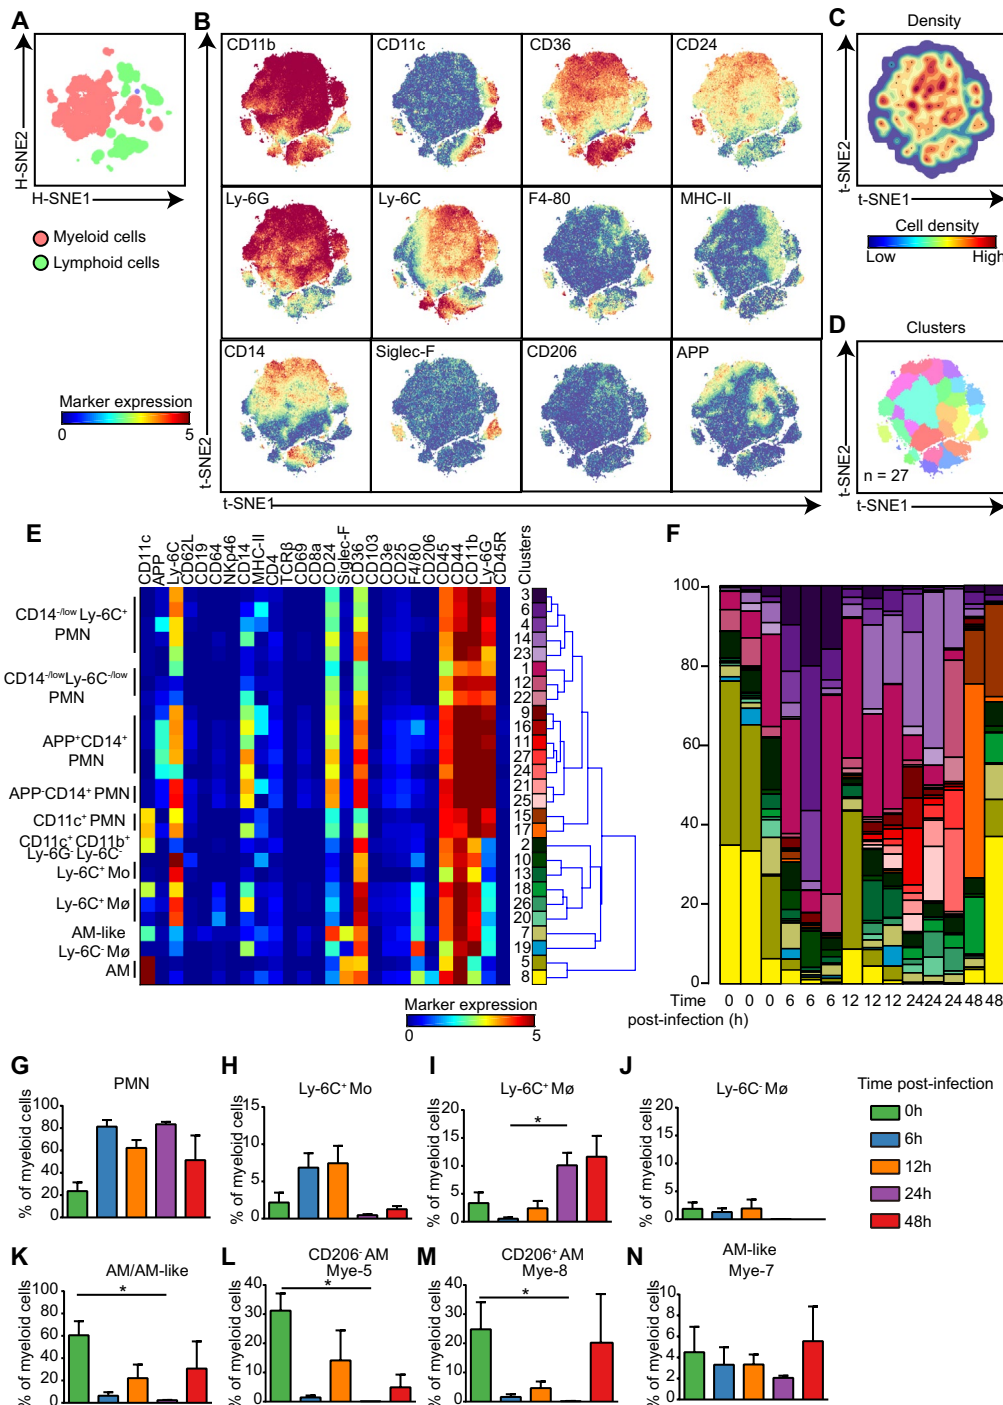 A
H-SNE2
H-SNE1
Myeloid cells
Lymphoid cells
B
CD11b
CD11c
CD36
CD24
Ly-6G
Ly-6C
F4-80
MHC-II
CD14
Siglec-F
CD206
APP
t-SNE2
t-SNE1
Marker expression
0 5
C
Density
t-SNE2
t-SNE1
Cell density
Low High
D
Clusters
n = 27
t-SNE2
t-SNE1
E
CD11c
APP
Ly-6C
CD62L
CD19
CD64
NKp46
CD14
MHC-II
CD4
TCRβ
CD69
CD8a
CD24
Siglec-F
CD36
CD103
CD3e
CD25
F4/80
CD206
CD45
CD44
CD11b
Ly-6G
CD45R
Clusters
CD14-/low Ly-6C+
PMN
CD14-/low Ly-6C-/low
PMN
APP+CD14+
PMN
APP-CD14+ PMN
CD11c+ PMN
CD11c+ CD11b+
Ly-6G- Ly-6C-
Ly-6C+ Mo
Ly-6C+ Mø
AM-like
Ly-6C- Mø
AM
3
6
4
14
23
1
12
22
9
16
11
27
24
21
25
15
17
2
10
13
18
26
20
7
19
5
8
Marker expression
0 5
F
100
80
60
40
20
0
Time
post-infection (h)
0 0 0 6 6 6 12 12 12 24 24 24 48 48
G
PMN
% of myeloid cells
100
80
60
40
20
0
H
Ly-6C+ Mo
% of myeloid cells
15
10
5
0
I
Ly-6C+ Mø
% of myeloid cells
20
15
10
5
0
*
J
Ly-6C- Mø
% of myeloid cells
20
15
10
5
0
Time post-infection
0h
6h
12h
24h
48h
K
AM/AM-like
% of myeloid cells
100
80
60
40
20
0
*
L
CD206- AM
Mye-5
% of myeloid cells
40
30
20
10
0
*
M
CD206+ AM
Mye-8
% of myeloid cells
40
30
20
10
0
*
N
AM-like
Mye-7
% of myeloid cells
10
8
6
4
2
0